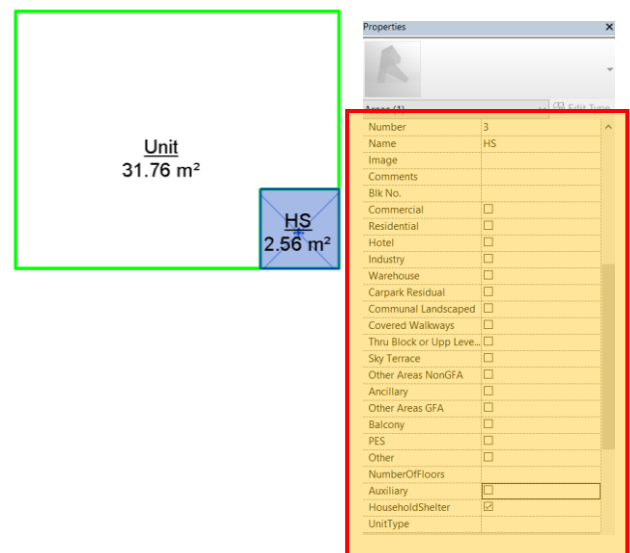 Unit
31.76 m²
HS
2.56 m²
Properties
Areas (1)
Edit Type
Number 3
Name HS
Image
Comments
Blk No.
Commercial
Residential
Hotel
Industry
Warehouse
Carpark Residual
Communal Landscaped
Covered Walkways
Thru Block or Upp Leve...
Sky Terrace
Other Areas NonGFA
Ancillary
Other Areas GFA
Balcony
PES
Other
NumberOfFloors
Auxiliary
HouseholdShelter
UnitType